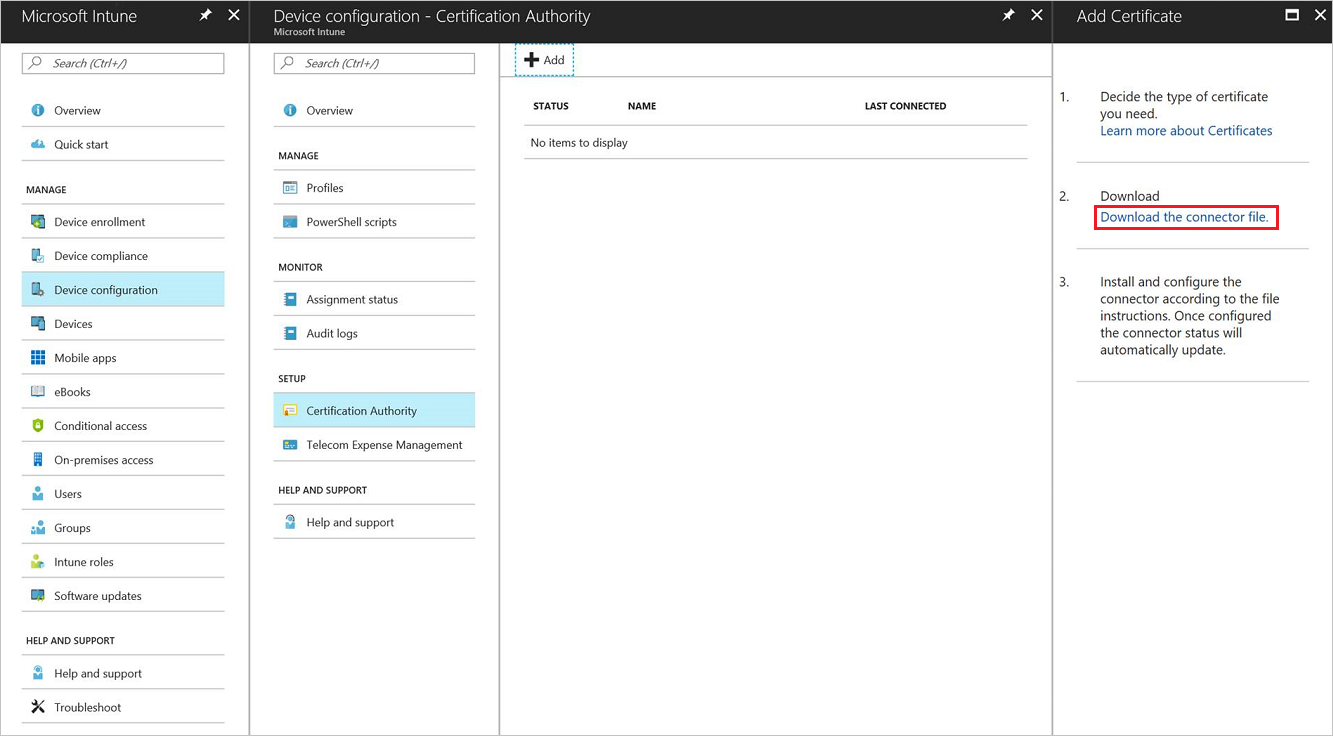 Microsoft Intune
Search (Ctrl+/)
Overview
Quick start
MANAGE
Device enrollment
Device compliance
Device configuration
Devices
Mobile apps
eBooks
Conditional access
On-premises access
Users
Groups
Intune roles
Software updates
HELP AND SUPPORT
Help and support
Troubleshoot
Device configuration - Certification Authority
Microsoft Intune
Search (Ctrl+/)
Overview
MANAGE
Profiles
PowerShell scripts
MONITOR
Assignment status
Audit logs
SETUP
Certification Authority
Telecom Expense Management
HELP AND SUPPORT
Help and support
Add
STATUS NAME LAST CONNECTED
No items to display
Add Certificate
1. Decide the type of certificate
you need.
Learn more about Certificates
2. Download
Download the connector file.
3. Install and configure the
connector according to the file
instructions. Once configured
the connector status will
automatically update.